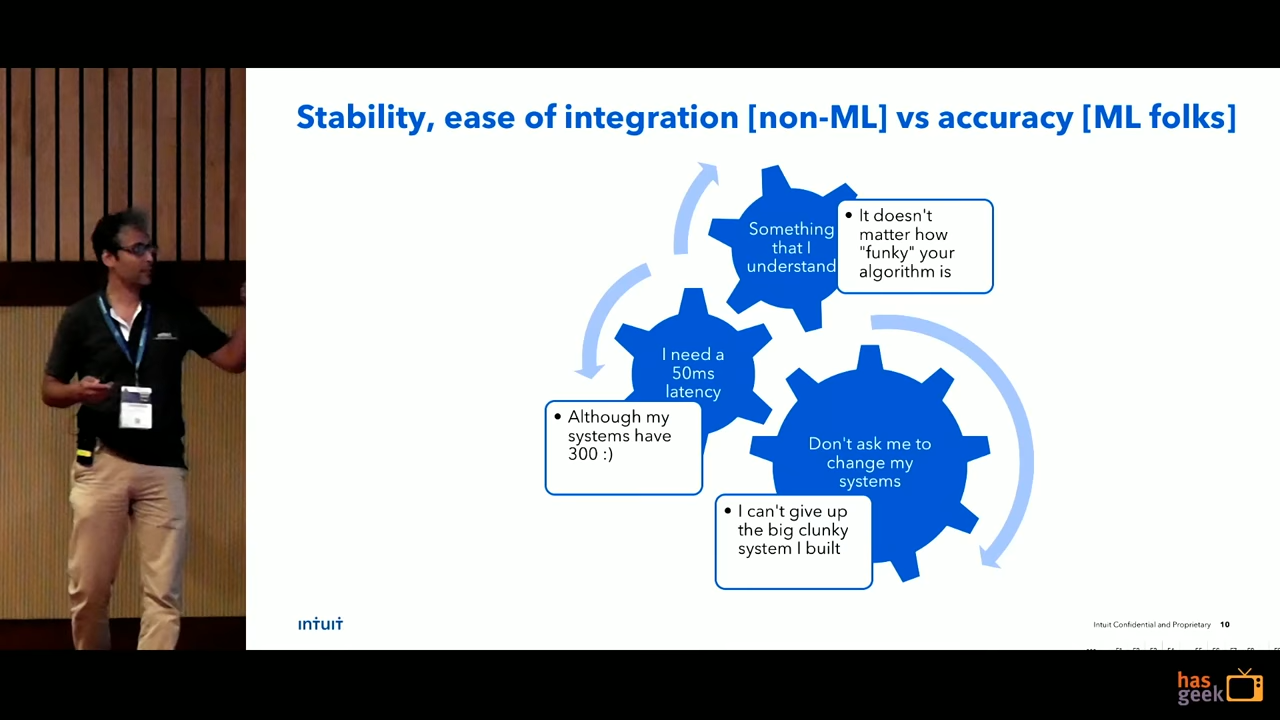 Stability, ease of integration [non-ML] vs accuracy [ML folks]
Something
that I
understand
• It doesn't
matter how
"funky" your
algorithm is
I need a
50ms
latency
• Although my
systems have
300 :)
Don't ask me to
change my
systems
• I can't give up
the big clunky
system I built
ıntuıt
Intuit Confidential and Proprietary 10
has
geek